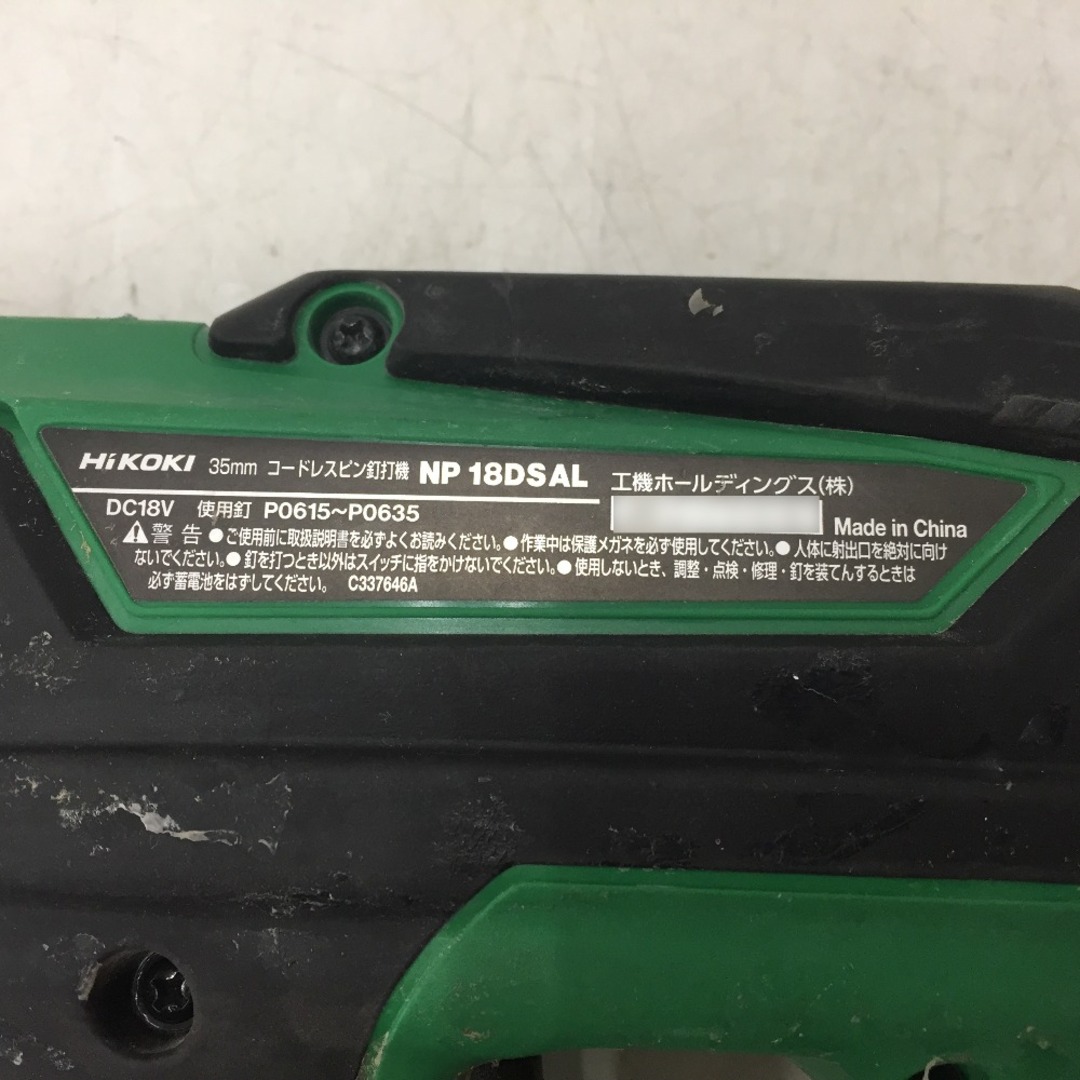 HiKOKI 35mm コードレスピン釘打機 NP 18DSAL
DC18V 使用釘 P0615〜P0635
工機ホールディングス(株)
Made in China
警告 ●ご使用前に取扱説明書を必ずよくお読みください。●作業中は保護メガネを必ず使用してください。●人体に射出口を絶対に向け
ないでください。●釘を打つとき以外はスイッチに指をかけないでください。●使用しないとき、調整・点検・修理・釘を装てんするときは
必ず蓄電池をはずしてください。 C337646A